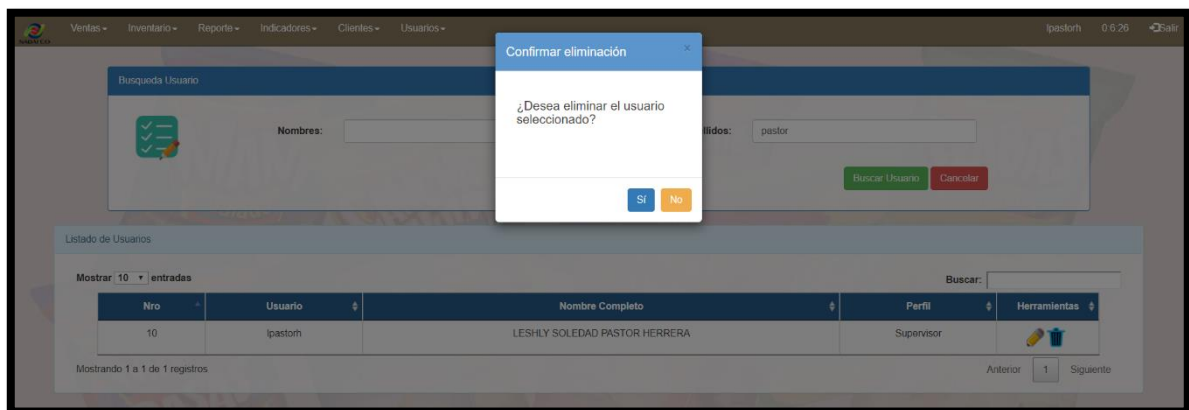 Ventas Inventario Reporte Indicadores Clientes Usuarios lpastorh 0:6:26 Salir
Confirmar eliminación ×
¿Desea eliminar el usuario
seleccionado?
Sí No
Busqueda Usuario
Nombres: llidos: pastor
Buscar Usuario Cancelar
Listado de Usuarios
Mostrar 10 entradas Buscar:
Nro Usuario Nombre Completo Perfil Herramientas
10 lpastorh LESHLY SOLEDAD PASTOR HERRERA Supervisor
Mostrando 1 a 1 de 1 registros Anterior 1 Siguiente